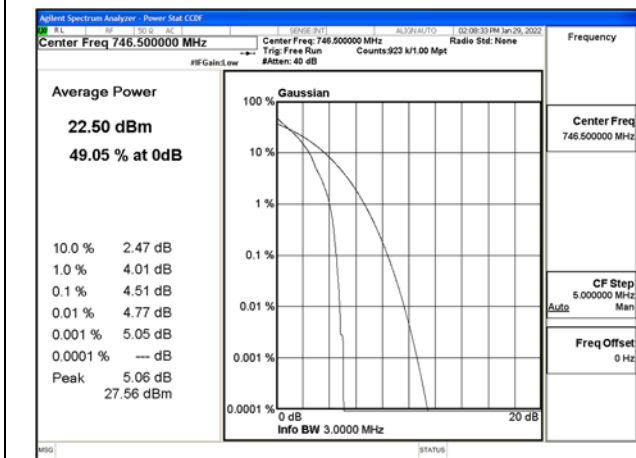 Agilent Spectrum Analyzer - Power Stat CCDF
RL RF 50 Ω AC SENSE:INT ALIGN AUTO 02:08:33 PM Jan 29, 2022
Center Freq 746.500000 MHz
Center Freq: 746.500000 MHz Radio Std: None
Trig: Free Run Counts:923 k/1.00 Mpt
#IFGain:Low #Atten: 40 dB
Frequency
Average Power
22.50 dBm
49.05 % at 0dB
10.0 % 2.47 dB
1.0 % 4.01 dB
0.1 % 4.51 dB
0.01 % 4.77 dB
0.001 % 5.05 dB
0.0001 % --- dB
Peak 5.06 dB
27.56 dBm
Gaussian
100 %
10 %
1 %
0.1 %
0.01 %
0.001 %
0.0001 %
0 dB 20 dB
Info BW 3.0000 MHz
Center Freq
746.500000 MHz
CF Step
5.000000 MHz
Auto Man
Freq Offset
0 Hz
MSG STATUS